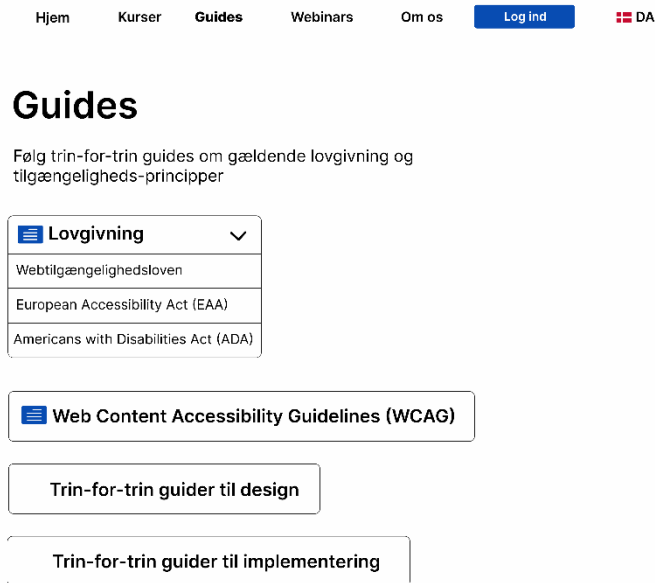 Hjem Kurser Guides Webinars Om os Log ind DA
Guides
Følg trin-for-trin guides om gældende lovgivning og
tilgængeligheds-principper
Lovgivning
Webtilgængelighedsloven
European Accessibility Act (EAA)
Americans with Disabilities Act (ADA)
Web Content Accessibility Guidelines (WCAG)
Trin-for-trin guider til design
Trin-for-trin guider til implementering